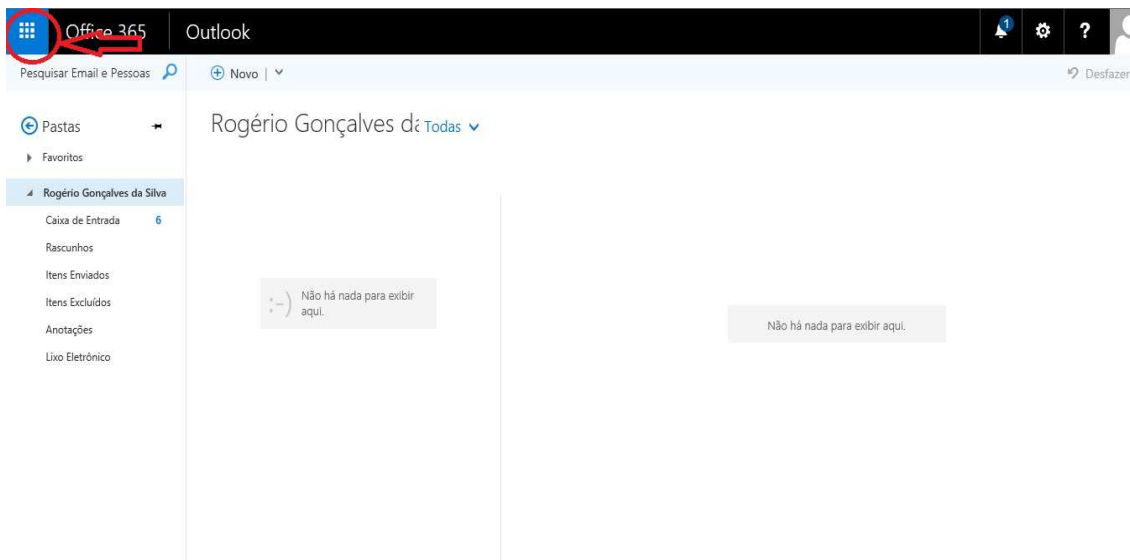 Office 365 Outlook 1 ?
Pesquisar Email e Pessoas Novo Desfazer
Pastas
Rogério Gonçalves da Todas
Favoritos
Rogério Gonçalves da Silva
Caixa de Entrada 6
Rascunhos
Itens Enviados
Itens Excluídos
Anotações
Lixo Eletrônico
:-) Não há nada para exibir
aqui.
Não há nada para exibir aqui.